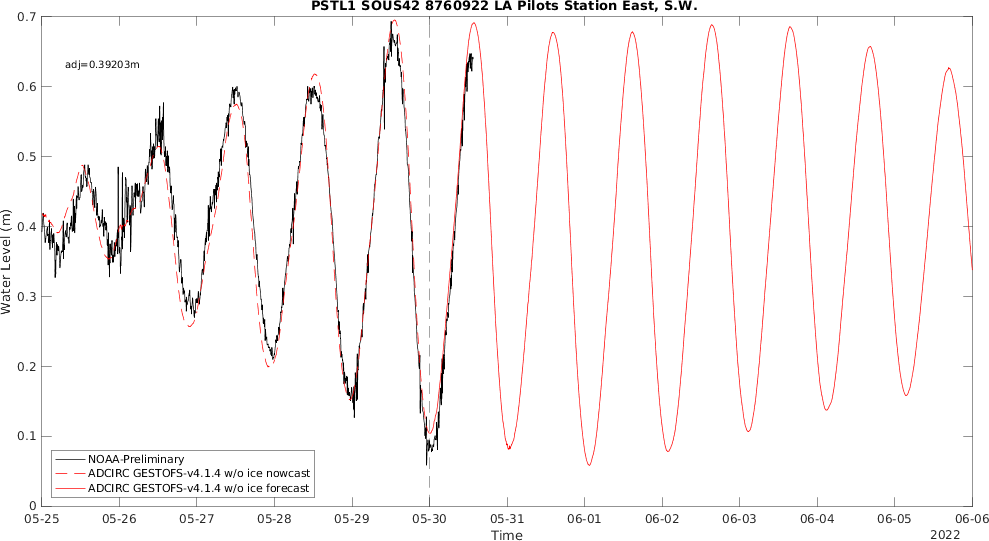 PSTL1 SOUS42 8760922 LA Pilots Station East, S.W.
adj=0.39203m
Water Level (m)
0.7
0.6
0.5
0.4
0.3
0.2
0.1
0
NOAA-Preliminary
ADCIRC GESTOFS-v4.1.4 w/o ice nowcast
ADCIRC GESTOFS-v4.1.4 w/o ice forecast
05-25 05-26 05-27 05-28 05-29 05-30 05-31 06-01 06-02 06-03 06-04 06-05 06-06
Time
2022